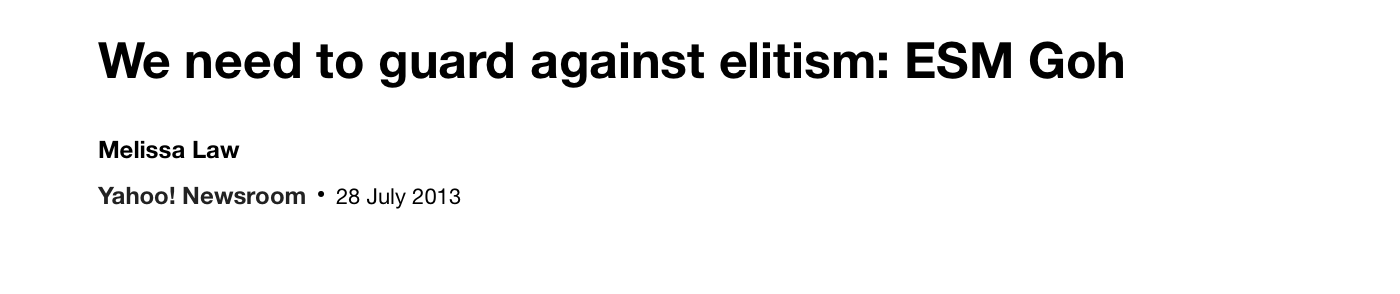 We need to guard against elitism: ESM Goh
Melissa Law
Yahoo! Newsroom • 28 July 2013